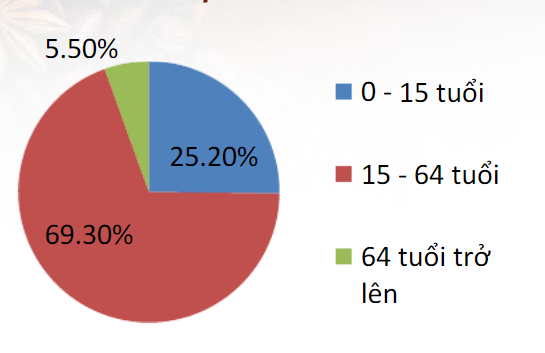 5.50%
25.20%
69.30%
0 - 15 tuổi
15 - 64 tuổi
64 tuổi trở
lên